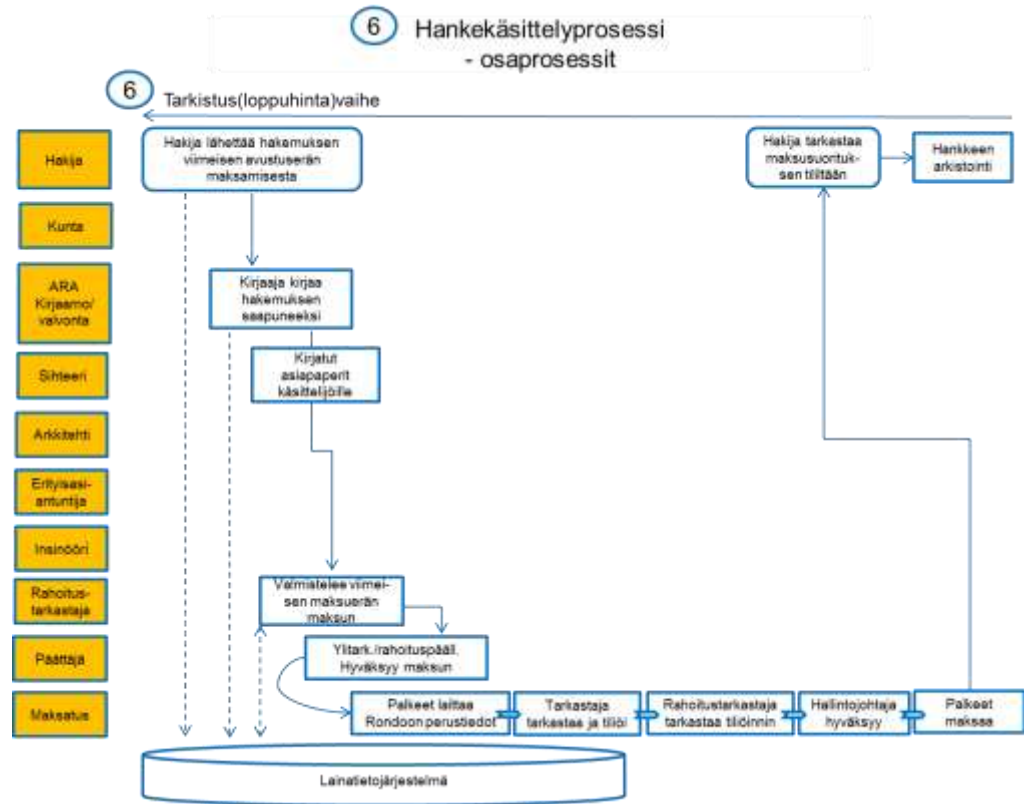 6 Hankekäsittelyprosessi
- osaprosessit
6 Tarkistus(loppuhinta)vaihe
Hakija
Hakija lähettää hakemuksen
viimeisen avustuserän
maksamisesta
Hakija tarkastaa
maksusuorituk-
sen tililtään
Hankkeen
arkistointi
Kunta
ARA
Kirjaamo/
valvonta
Kirjaaja kirjaa
hakemuksen
saapuneeksi
Sihteeri
Kirjatut
asiapaperit
käsittelijöille
Arkkitehti
Erityisasi-
antuntija
Insinööri
Rahoitus-
tarkastaja
Valmistelee viimei-
sen maksuerän
maksun
Päättäjä
Ylitark./rahoituspääll.
Hyväksyy maksun
Maksatus
Palkeet laittaa
Rondoon perustiedot
Tarkastaja
tarkastaa ja tiliöi
Rahoitustarkastaja
tarkastaa tiliöinnin
Hallintojohtaja
hyväksyy
Palkeet
maksaa
Lainatietojärjestelmä